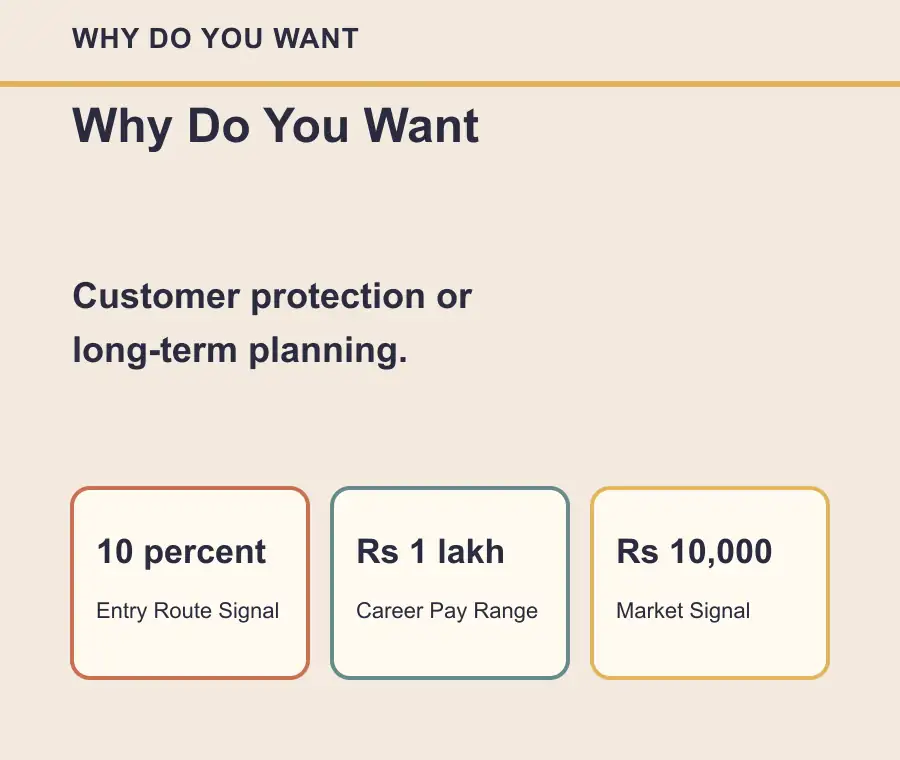 WHY DO YOU WANT
Why Do You Want
Customer protection or
long-term planning.
10 percent
Entry Route Signal
Rs 1 lakh
Career Pay Range
Rs 10,000
Market Signal